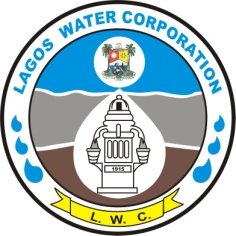 LAGOS WATER CORPORATION
1915
L. W. C.